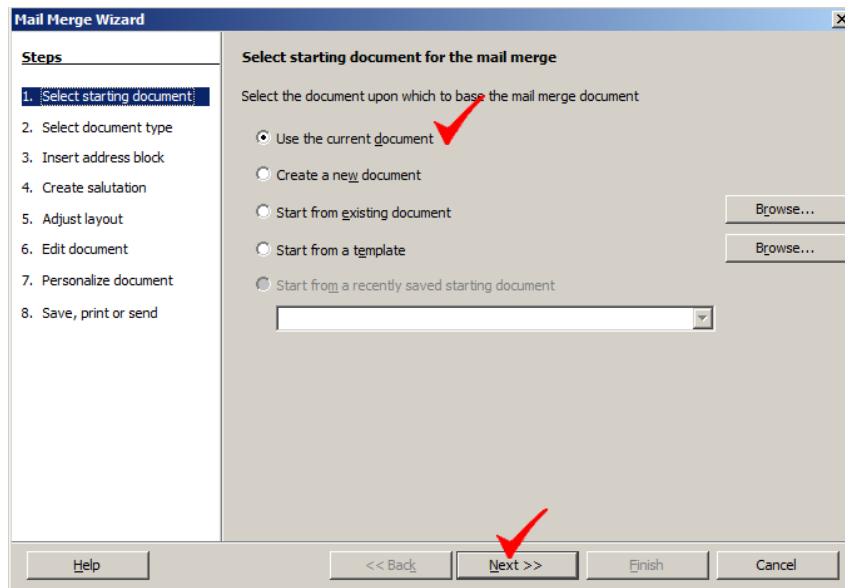 Mail Merge Wizard
Steps
1. Select starting document
2. Select document type
3. Insert address block
4. Create salutation
5. Adjust layout
6. Edit document
7. Personalize document
8. Save, print or send
Select starting document for the mail merge
Select the document upon which to base the mail merge document
Use the current document
Create a new document
Start from existing document
Browse...
Start from a template
Browse...
Start from a recently saved starting document
Help
<< Back
Next >>
Finish
Cancel